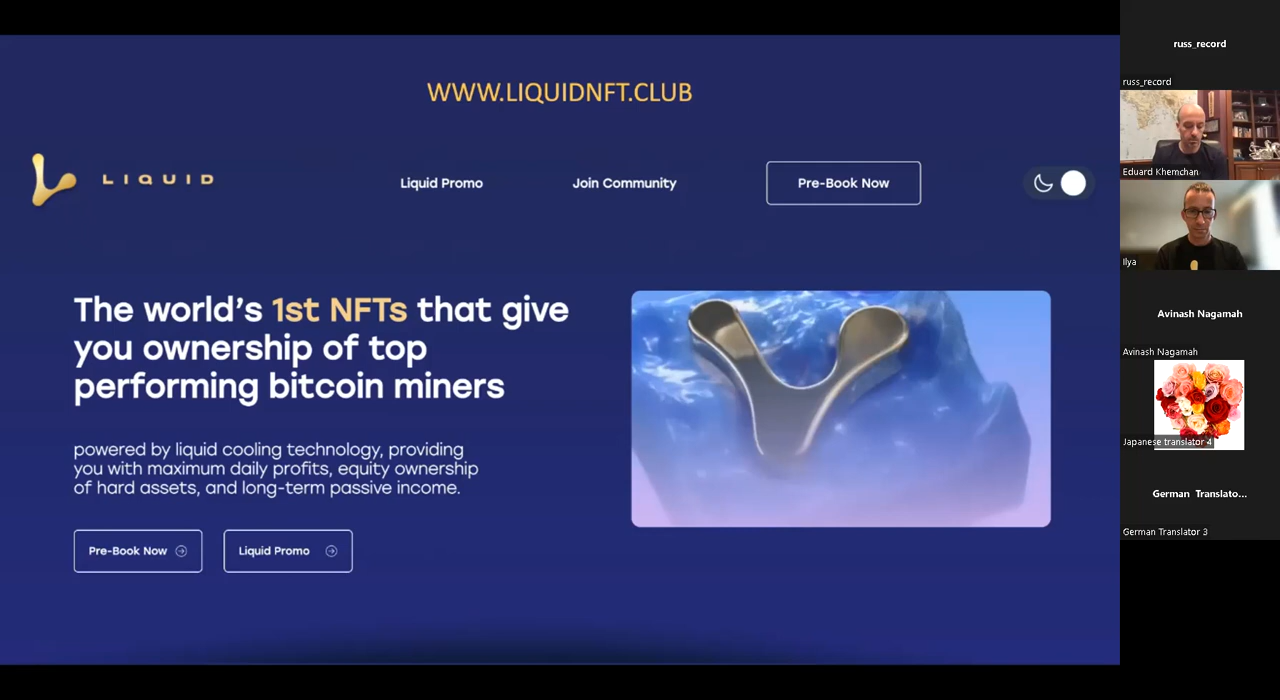 WWW.LIQUIDNFT.CLUB
LIQUID
Liquid Promo
Join Community
Pre-Book Now
The world's 1st NFTs that give
you ownership of top
performing bitcoin miners
powered by liquid cooling technology, providing
you with maximum daily profits, equity ownership
of hard assets, and long-term passive income.
Pre-Book Now
Liquid Promo
russ_record
russ_record
Eduard Khemchan
Ilya
Avinash Nagamah
Avinash Nagamah
Japanese translator 4
German Translato...
German Translator 3